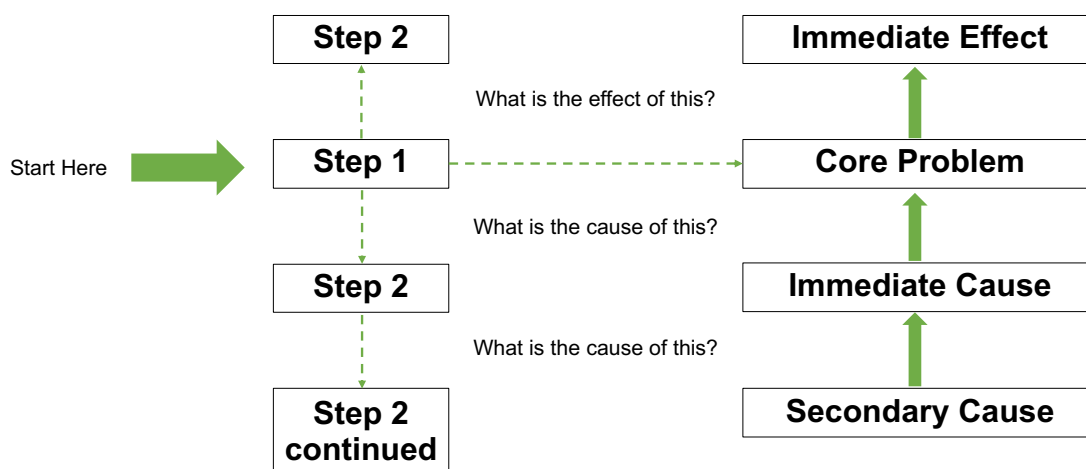 Step 2
Immediate Effect
What is the effect of this?
Start Here
Step 1
Core Problem
What is the cause of this?
Step 2
Immediate Cause
What is the cause of this?
Step 2
continued
Secondary Cause